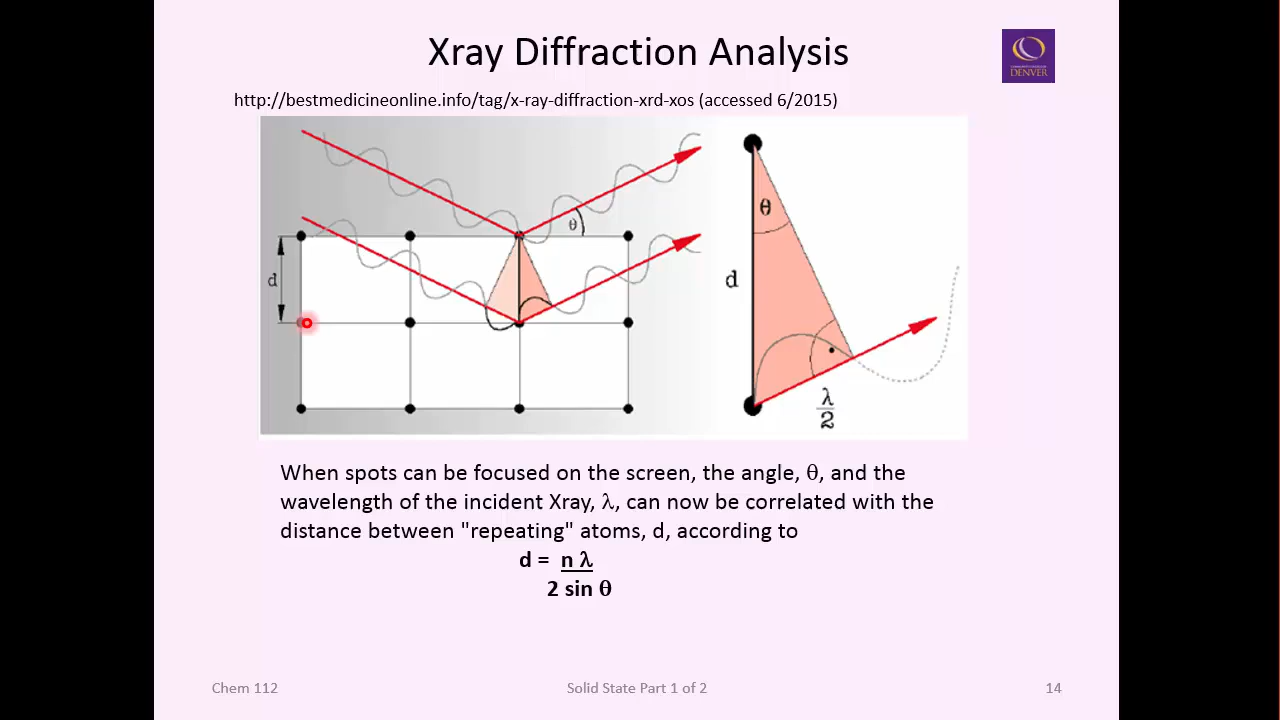 Xray Diffraction Analysis
DENVER
http://bestmedicineonline.info/tag/x-ray-diffraction-xrd-xos (accessed 6/2015)
θ
d
θ
d
λ
2
When spots can be focused on the screen, the angle, θ, and the
wavelength of the incident Xray, λ, can now be correlated with the
distance between "repeating" atoms, d, according to
d = n λ
2 sin θ
Chem 112
Solid State Part 1 of 2
14